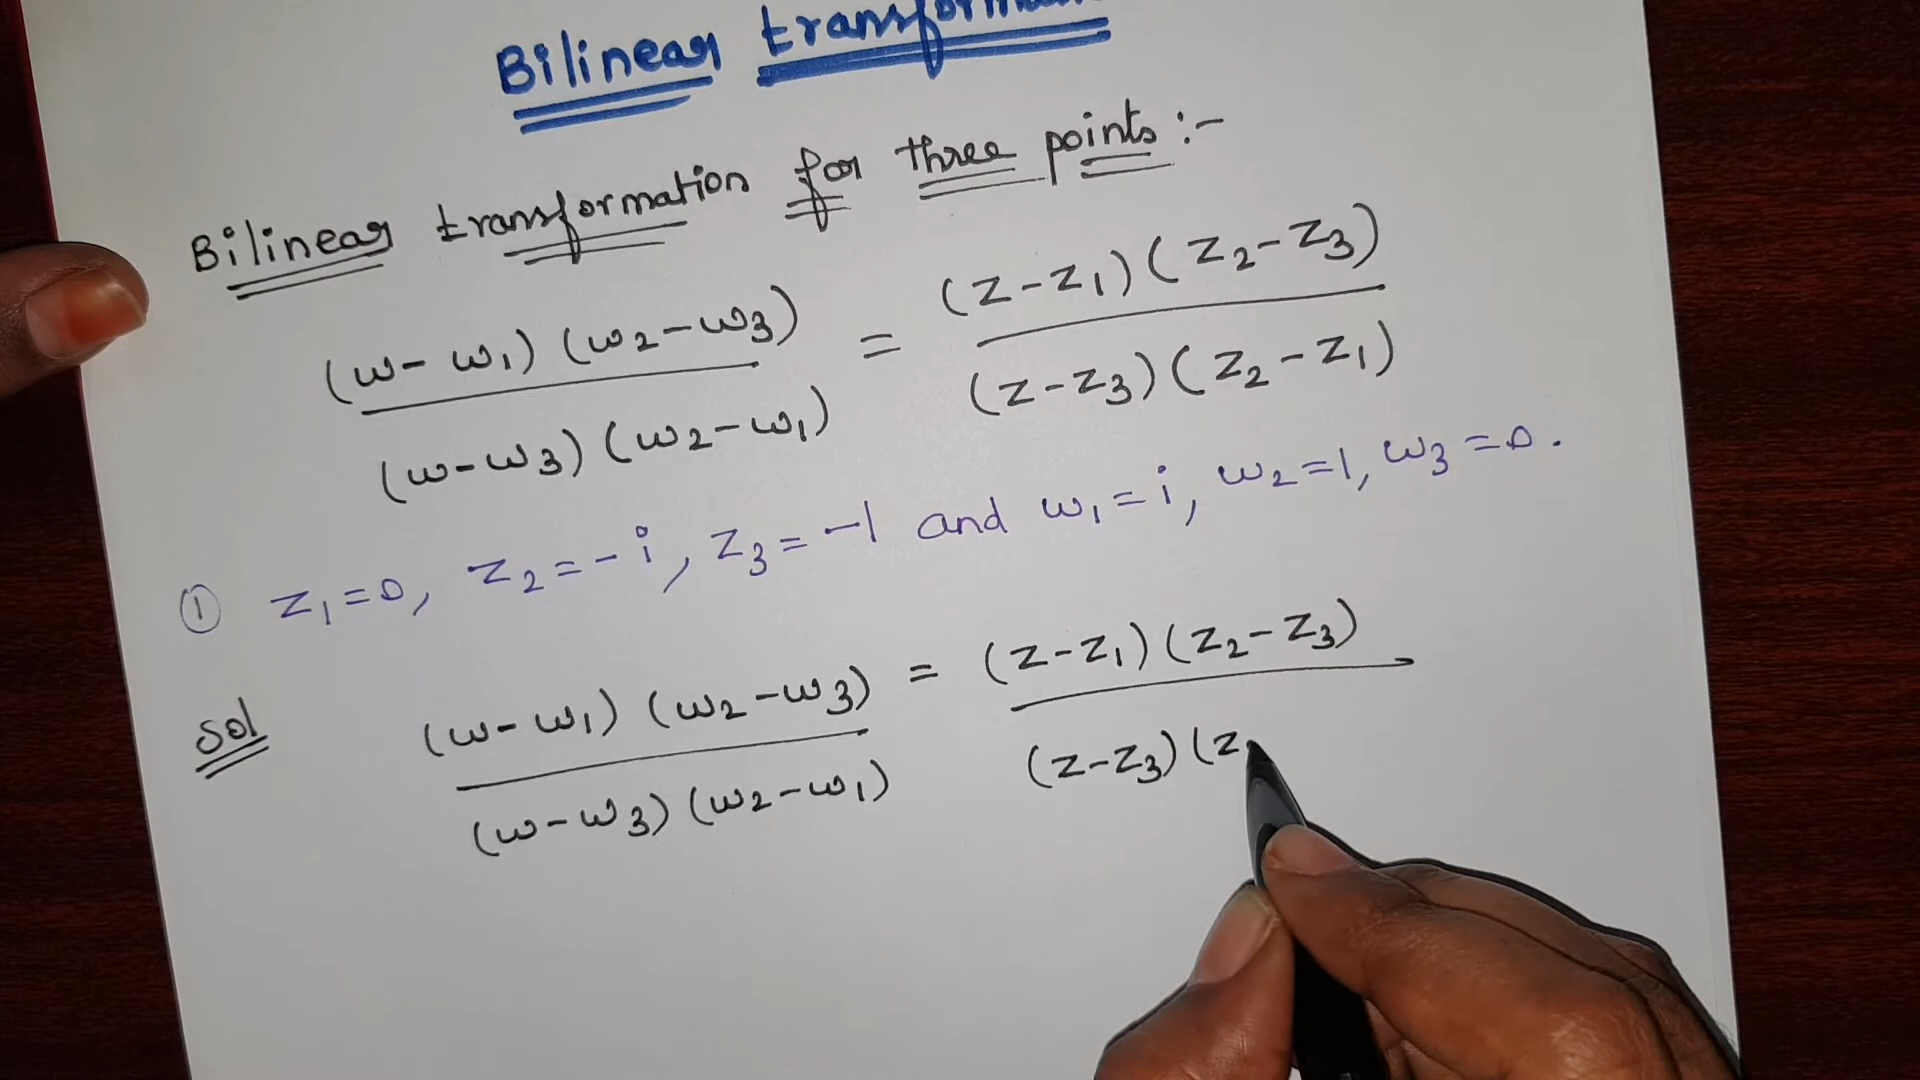 Bilinear
Bilinear transformation for three points :-
(w-w₁) (w₂-w₃) / (w-w₃) (w₂-w₁) = (z-z₁) (z₂-z₃) / (z-z₃) (z₂-z₁)
① z₁=0, z₂=-i, z₃=-1 and w₁=i, w₂=1, w₃=0.
Sol (w-w₁) (w₂-w₃) / (w-w₃) (w₂-w₁) = (z-z₁) (z₂-z₃) / (z-z₃) (z